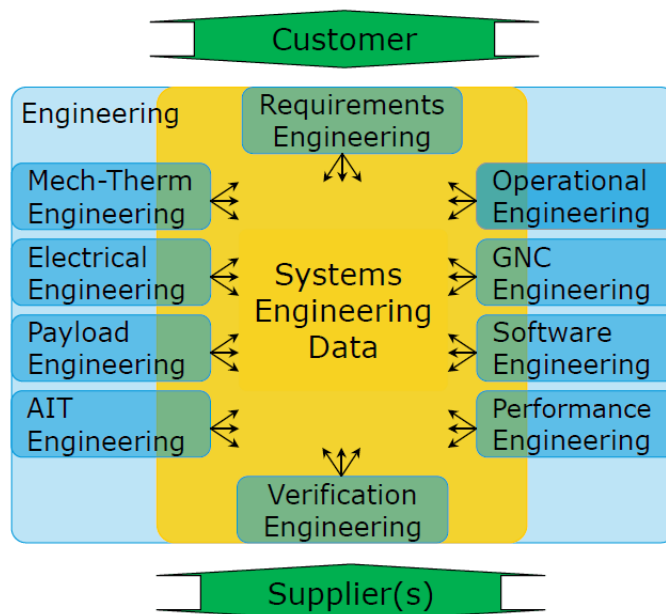 Customer
Engineering
Requirements
Engineering
Mech-Therm
Engineering
Operational
Engineering
Electrical
Engineering
Systems
Engineering
Data
GNC
Engineering
Payload
Engineering
Software
Engineering
AIT
Engineering
Performance
Engineering
Verification
Engineering
Supplier(s)